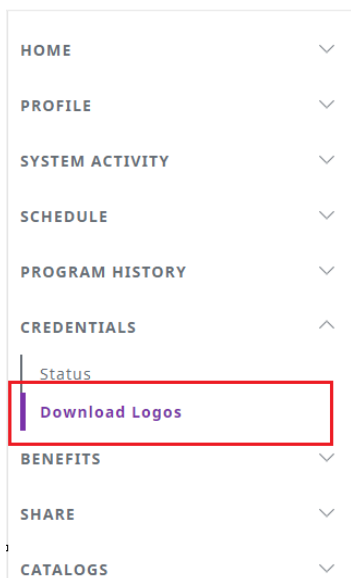 HOME
PROFILE
SYSTEM ACTIVITY
SCHEDULE
PROGRAM HISTORY
CREDENTIALS
Status
Download Logos
BENEFITS
SHARE
CATALOGS